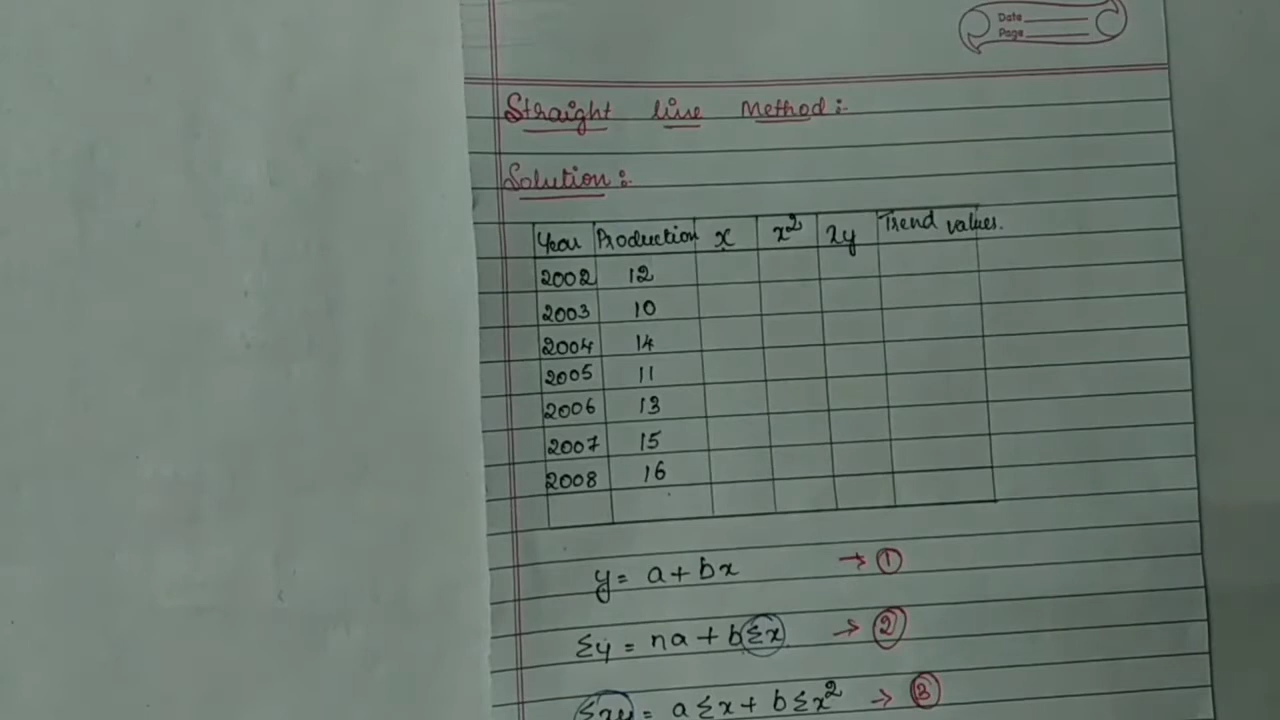 Date
Page
Straight line Method :-
Solution :-
Year Production x x² xy Trend values.
2002 12
2003 10
2004 14
2005 11
2006 13
2007 15
2008 16
y = a + bx → ①
Σy = na + bΣx → ②
Σxy = aΣx + bΣx² → ③